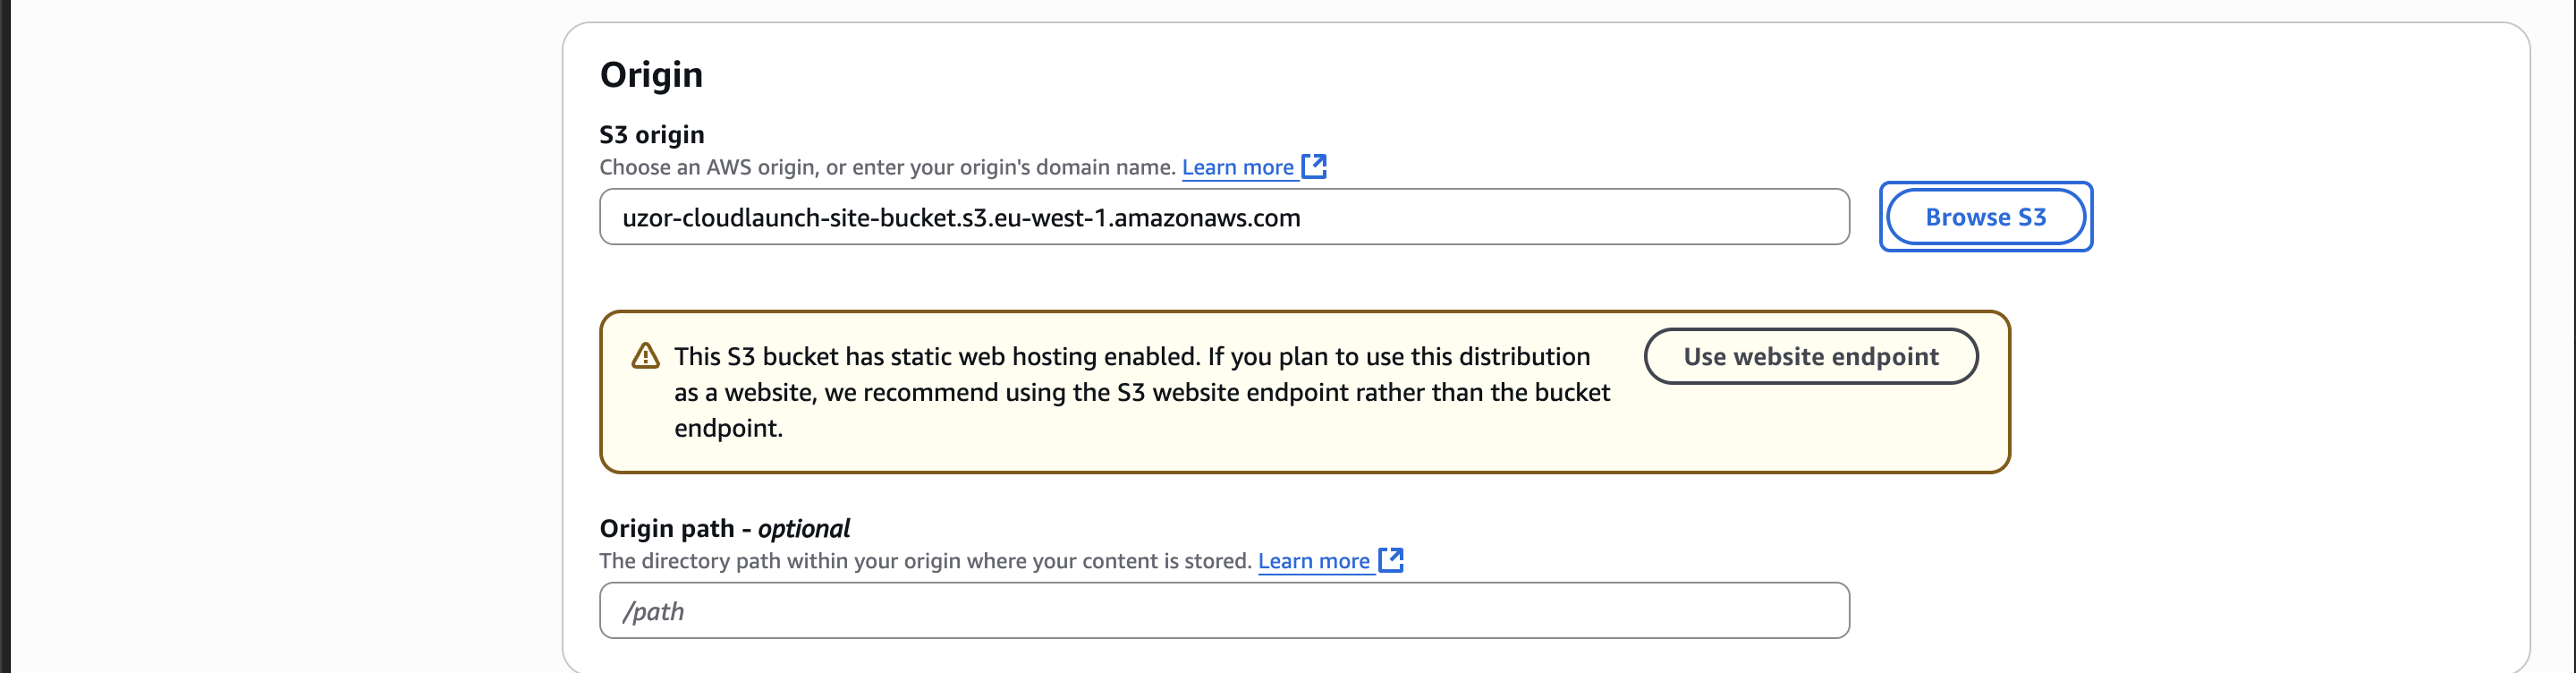 Origin
S3 origin
Choose an AWS origin, or enter your origin's domain name. Learn more
uzor-cloudlaunch-site-bucket.s3.eu-west-1.amazonaws.com
Browse S3
This S3 bucket has static web hosting enabled. If you plan to use this distribution
as a website, we recommend using the S3 website endpoint rather than the bucket
endpoint.
Use website endpoint
Origin path - optional
The directory path within your origin where your content is stored. Learn more
/path